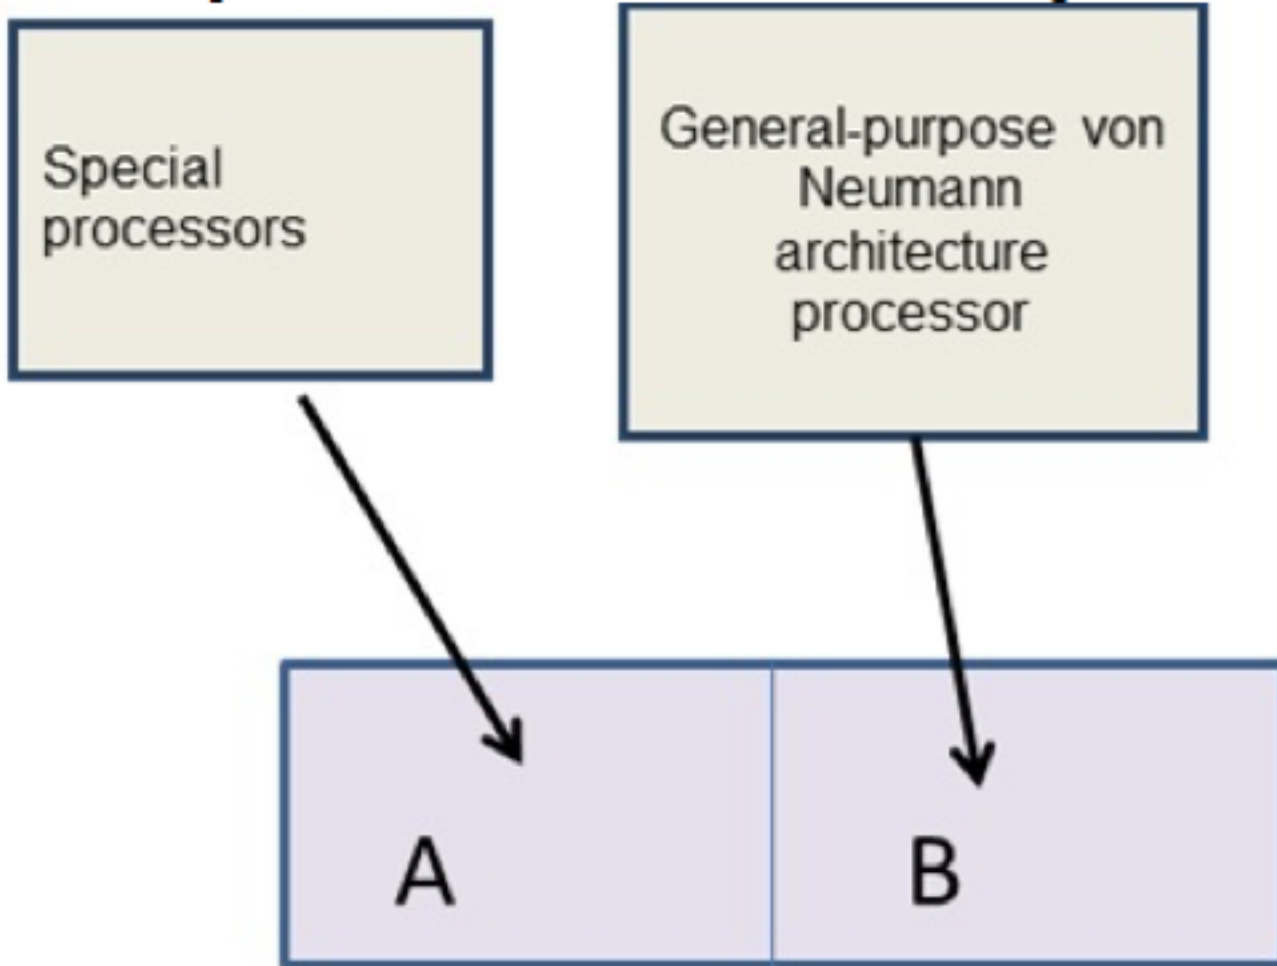 Special
processors
General-purpose von
Neumann
architecture
processor
A
B